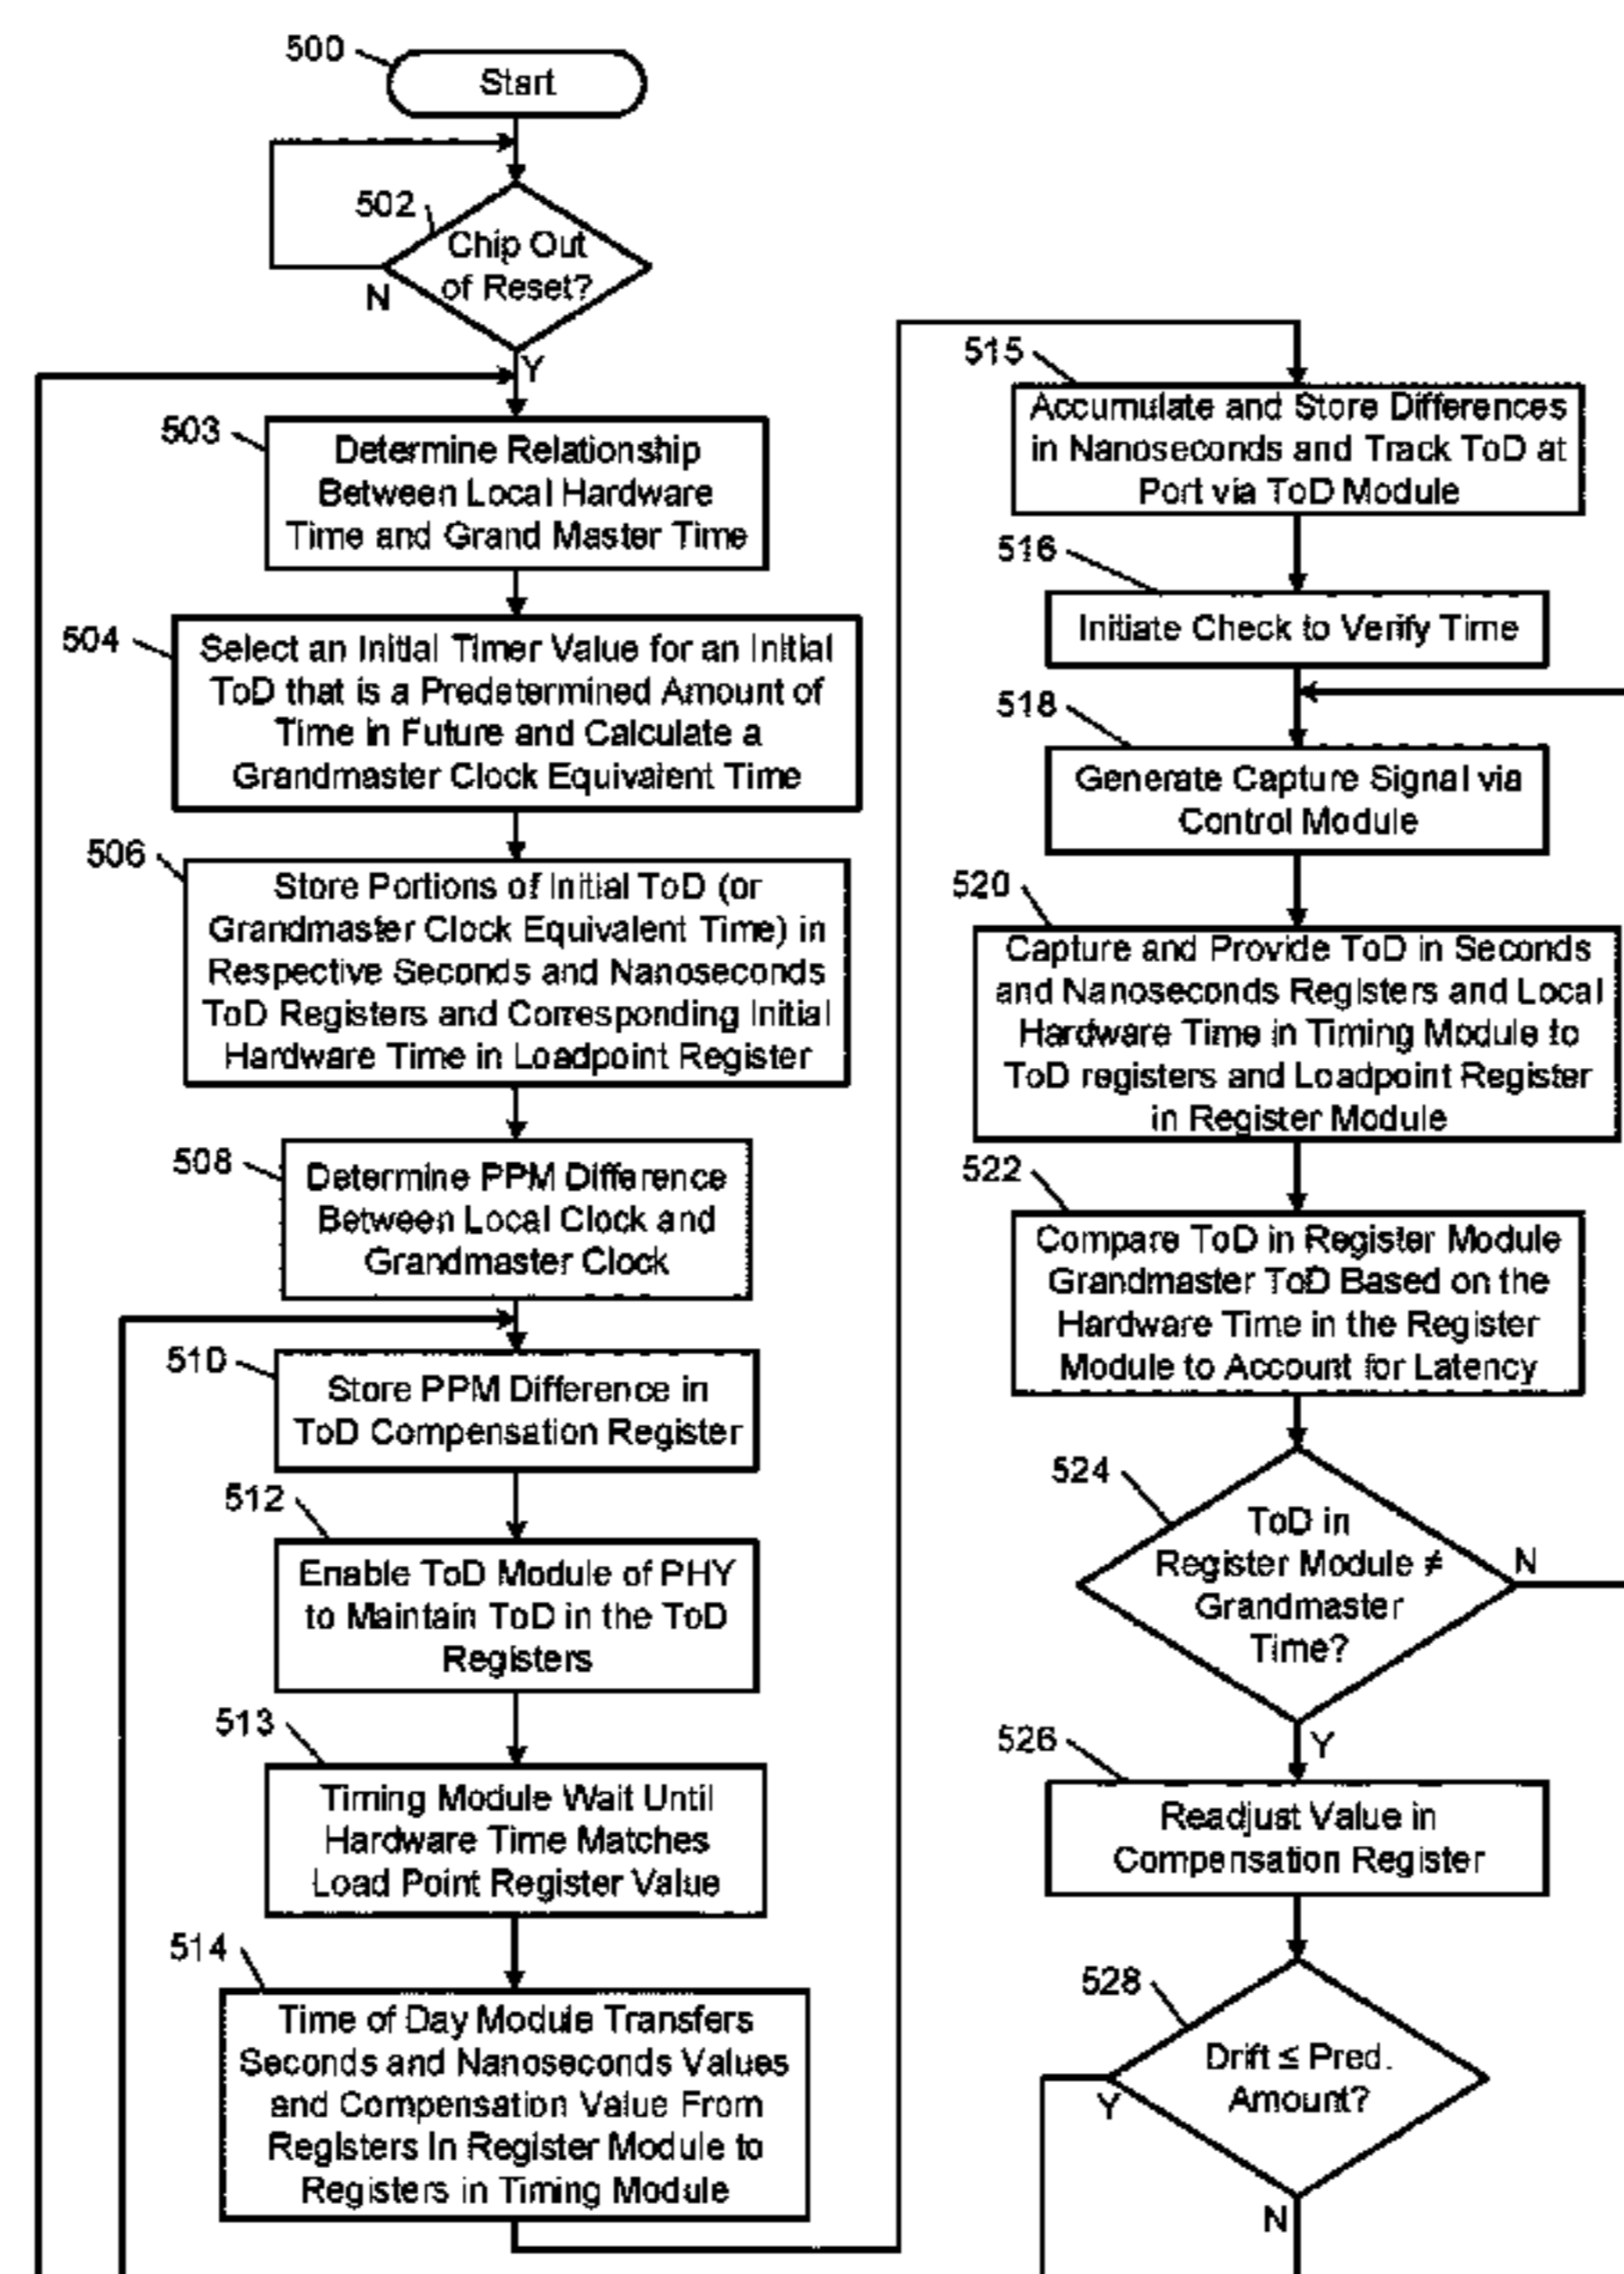 500
Start
502
Chip Out
of Reset?
N
Y
503
Determine Relationship
Between Local Hardware
Time and Grand Master Time
504
Select an Initial Timer Value for an Initial
ToD that is a Predetermined Amount of
Time in Future and Calculate a
Grandmaster Clock Equivalent Time
506
Store Portions of Initial ToD (or
Grandmaster Clock Equivalent Time) in
Respective Seconds and Nanoseconds
ToD Registers and Corresponding Initial
Hardware Time in Loadpoint Register
508
Determine PPM Difference
Between Local Clock and
Grandmaster Clock
510
Store PPM Difference in
ToD Compensation Register
512
Enable ToD Module of PHY
to Maintain ToD in the ToD
Registers
513
Timing Module Wait Until
Hardware Time Matches
Load Point Register Value
514
Time of Day Module Transfers
Seconds and Nanoseconds Values
and Compensation Value From
Registers In Register Module to
Registers in Timing Module
515
Accumulate and Store Differences
in Nanoseconds and Track ToD at
Port via ToD Module
516
Initiate Check to Verify Time
518
Generate Capture Signal via
Control Module
520
Capture and Provide ToD in Seconds
and Nanoseconds Registers and Local
Hardware Time in Timing Module to
ToD registers and Loadpoint Register
in Register Module
522
Compare ToD in Register Module
Grandmaster ToD Based on the
Hardware Time in the Register
Module to Account for Latency
524
ToD in
Register Module ≠
Grandmaster
Time?
N
Y
526
Readjust Value in
Compensation Register
528
Drift ≤ Pred.
Amount?
Y
N